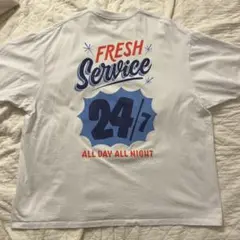 FRESH
Service
24/7
ALL DAY ALL NIGHT